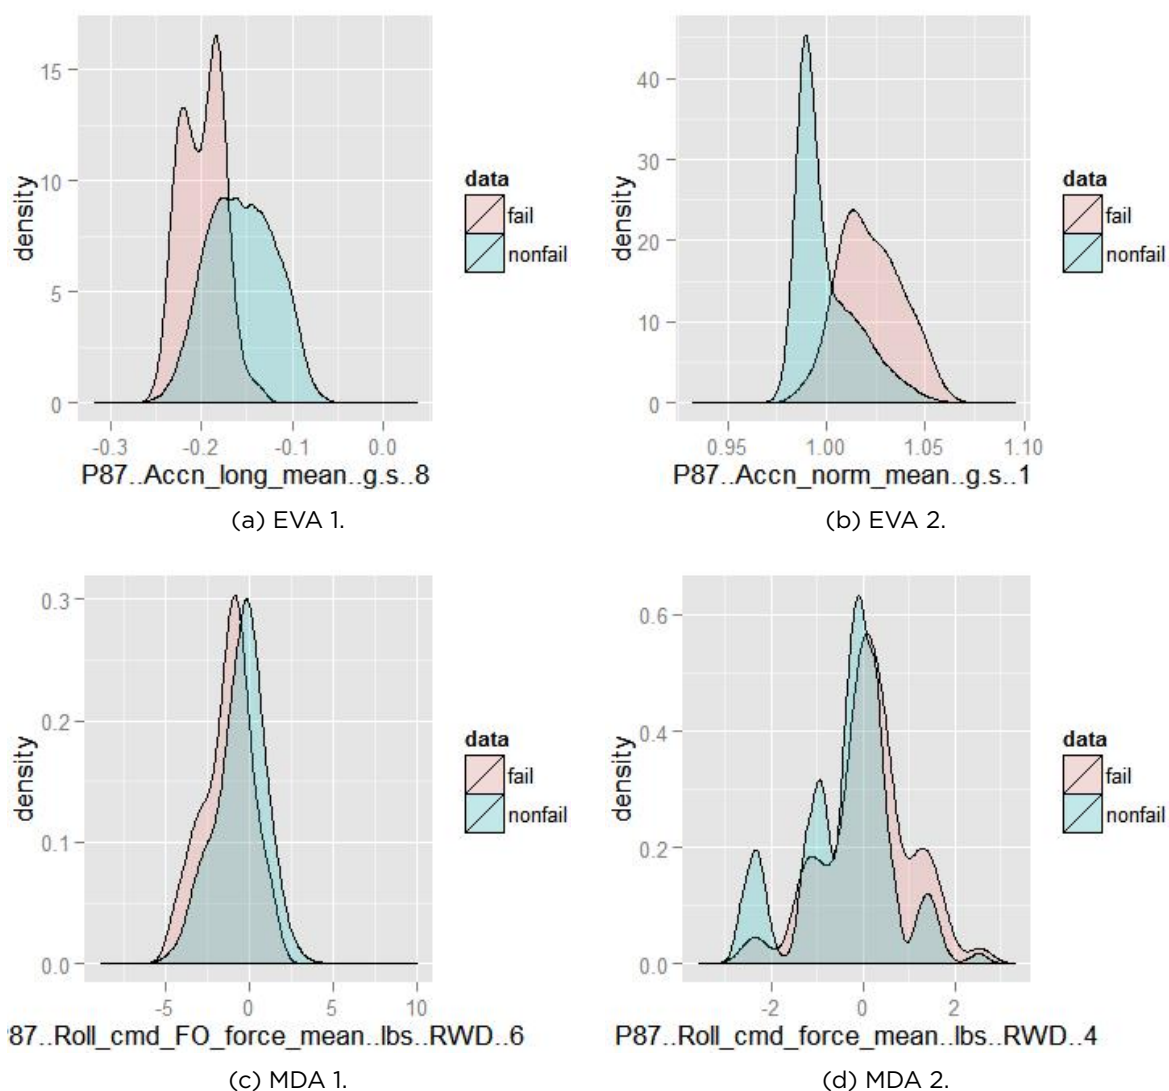 15
10
5
0
density
-0.3 -0.2 -0.1 0.0
P87..Accn_long_mean..g.s..8
data
fail
nonfail
(a) EVA 1.
40
30
20
10
0
density
0.95 1.00 1.05 1.10
P87..Accn_norm_mean..g.s..1
data
fail
nonfail
(b) EVA 2.
0.3
0.2
0.1
0.0
density
-5 0 5 10
87..Roll_cmd_FO_force_mean..lbs..RWD..6
data
fail
nonfail
(c) MDA 1.
0.6
0.4
0.2
0.0
density
-2 0 2
P87..Roll_cmd_force_mean..lbs..RWD..4
data
fail
nonfail
(d) MDA 2.